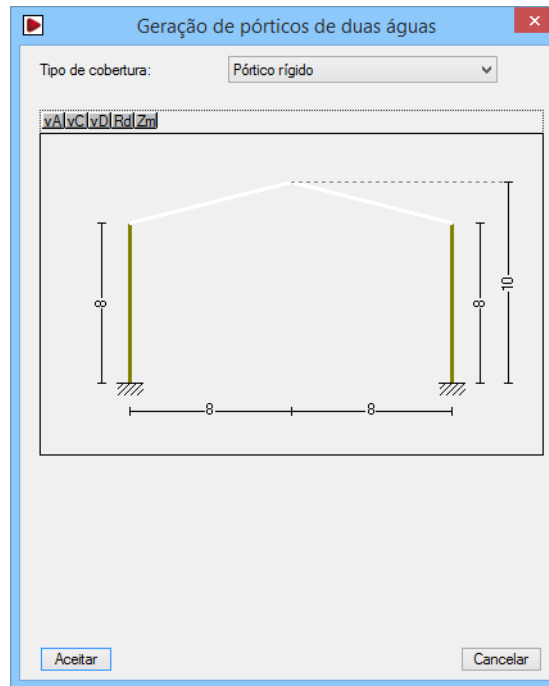 Geração de pórticos de duas águas
Tipo de cobertura: Pórtico rígido
vA vC vD Rd Zm
8 8 10
8 8
Aceitar Cancelar